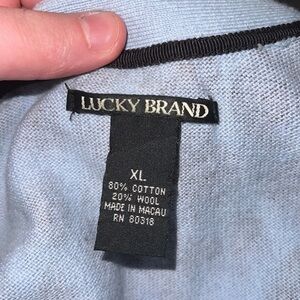 LUCKY BRAND
XL
80% COTTON
20% WOOL
MADE IN MACAU
RN 80318